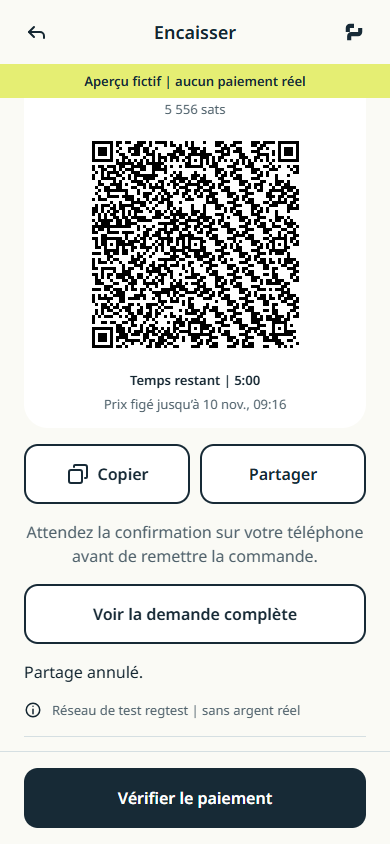 Encaisser
Aperçu fictif | aucun paiement réel
5 556 sats
Temps restant | 5:00
Prix figé jusqu’à 10 nov., 09:16
Copier
Partager
Attendez la confirmation sur votre téléphone
avant de remettre la commande.
Voir la demande complète
Partage annulé.
Réseau de test regtest | sans argent réel
Vérifier le paiement